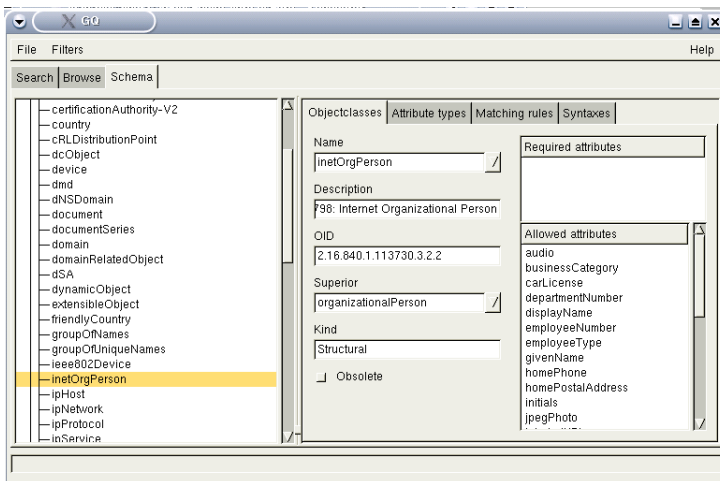 GQ
File Filters Help
Search Browse Schema
certificationAuthority-V2
country
cRLDistributionPoint
dcObject
device
dmd
dNSDomain
document
documentSeries
domain
domainRelatedObject
dSA
dynamicObject
extensibleObject
friendlyCountry
groupOfNames
groupOfUniqueNames
ieee802Device
inetOrgPerson
ipHost
ipNetwork
ipProtocol
ipService
Objectclasses Attribute types Matching rules Syntaxes
Name
inetOrgPerson
Description
798: Internet Organizational Person
OID
2.16.840.1.113730.3.2.2
Superior
organizationalPerson
Kind
Structural
Obsolete
Required attributes
Allowed attributes
audio
businessCategory
carLicense
departmentNumber
displayName
employeeNumber
employeeType
givenName
homePhone
homePostalAddress
initials
jpegPhoto